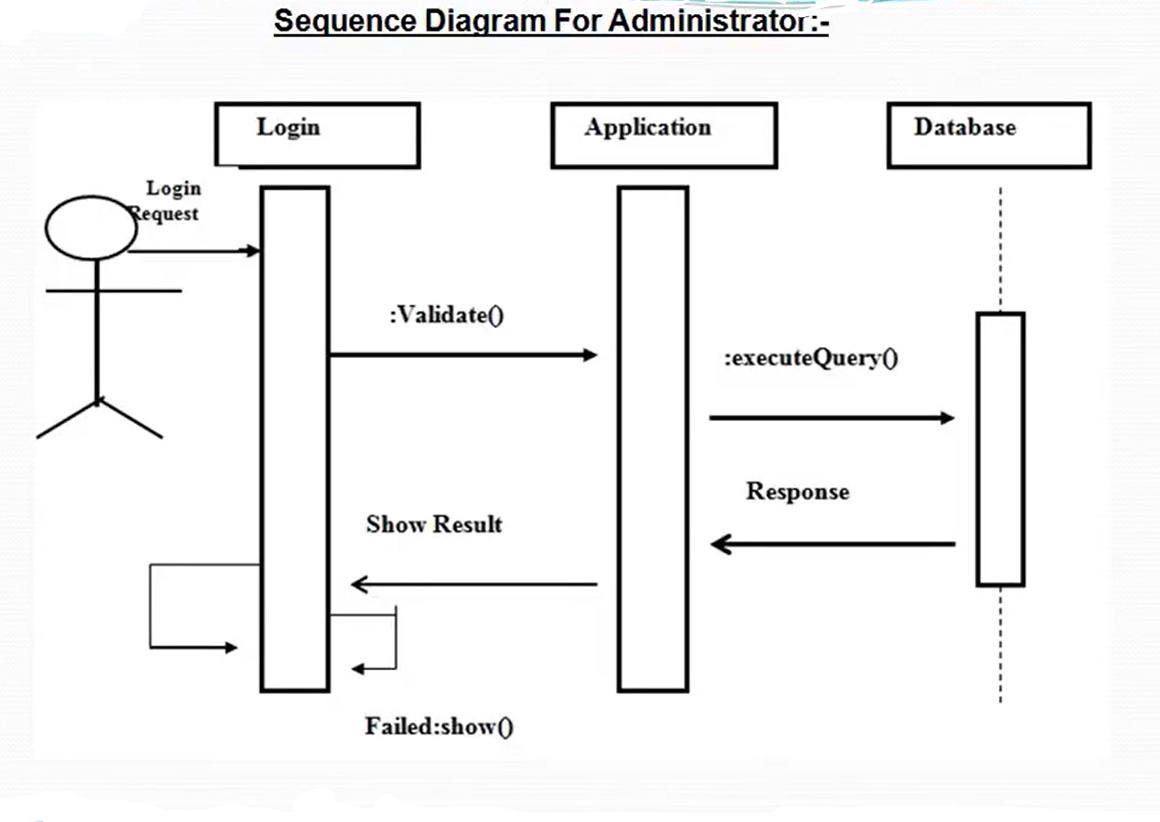 Sequence Diagram For Administrator:-
Login
Application
Database
Login
Request
:Validate()
:executeQuery()
Response
Show Result
Failed:show()